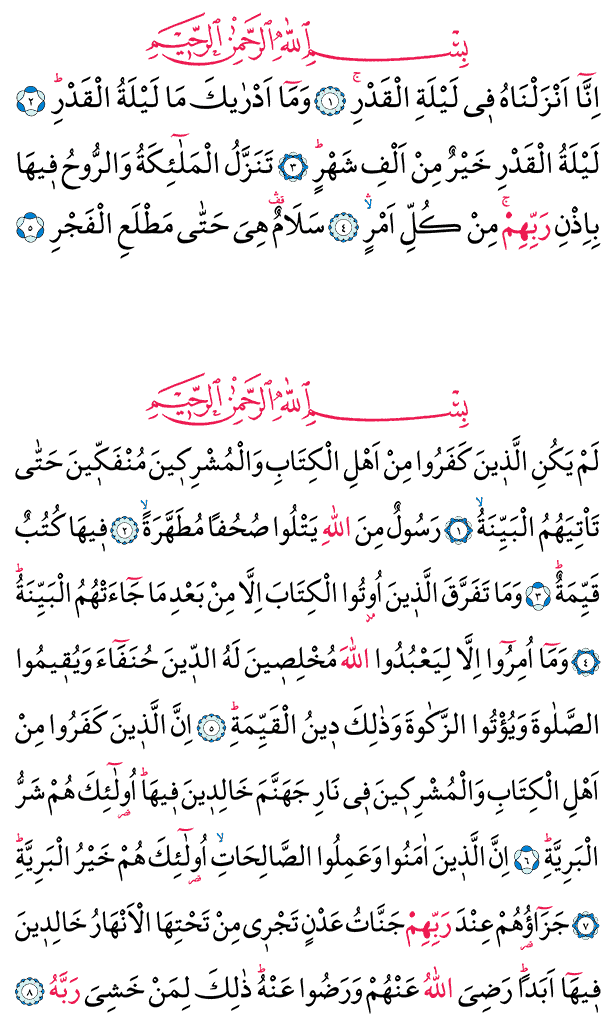 بِسْمِ اللّٰهِ الرَّحْمٰنِ الرَّحٖيمِ
اِنَّٓا اَنْزَلْنَاهُ فٖى لَيْلَةِ الْقَدْرِۚ ﴿١﴾ وَمَٓا اَدْرٰيكَ مَا لَيْلَةُ الْقَدْرِؕ ﴿٢﴾
لَيْلَةُ الْقَدْرِ خَيْرٌ مِنْ اَلْفِ شَهْرٍؕ ﴿٣﴾ تَنَزَّلُ الْمَلٰٓئِكَةُ وَالرُّوحُ فٖيهَا
بِاِذْنِ رَبِّهِمْۚ مِنْ كُلِّ اَمْرٍۙۛ ﴿٤﴾ سَلَامٌࣞۛ هِىَ حَتّٰى مَطْلَعِ الْفَجْرِ ﴿٥﴾
بِسْمِ اللّٰهِ الرَّحْمٰنِ الرَّحٖيمِ
لَمْ يَكُنِ الَّذٖينَ كَفَرُوا مِنْ اَهْلِ الْكِتَابِ وَالْمُشْرِكٖينَ مُنْفَكّٖينَ حَتّٰى
تَاْتِيَهُمُ الْبَيِّنَةُۙ ﴿١﴾ رَسُولٌ مِنَ اللّٰهِ يَتْلُوا صُحُفًا مُطَهَّرَةًۙ ﴿٢﴾ فٖيهَا كُتُبٌ
قَيِّمَةٌؕ ﴿٣﴾ وَمَا تَفَرَّقَ الَّذٖينَ اُوتُوا الْكِتَابَ اِلَّا مِنْ بَعْدِ مَا جَٓاءَتْهُمُ الْبَيِّنَةُؕ
﴿٤﴾ وَمَٓا اُمِرُٓوا اِلَّا لِيَعْبُدُوا اللّٰهَ مُخْلِصٖينَ لَهُ الدّٖينَ حُنَفَٓاءَ وَيُقٖيمُوا
الصَّلٰوةَ وَيُؤْتُوا الزَّكٰوةَ وَذٰلِكَ دٖينُ الْقَيِّمَةِؕ ﴿٥﴾ اِنَّ الَّذٖينَ كَفَرُوا مِنْ
اَهْلِ الْكِتَابِ وَالْمُشْرِكٖينَ فٖى نَارِ جَهَنَّمَ خَالِدٖينَ فٖيهَاؕ اُو۬لٰٓئِكَ هُمْ شَرُّ
الْبَرِيَّةِؕ ﴿٦﴾ اِنَّ الَّذٖينَ اٰمَنُوا وَعَمِلُوا الصَّالِحَاتِۙ اُو۬لٰٓئِكَ هُمْ خَيْرُ الْبَرِيَّةِؕ
﴿٧﴾ جَزَٓاؤُ۬هُمْ عِنْدَ رَبِّهِمْ جَنَّاتُ عَدْنٍ تَجْرٖى مِنْ تَحْتِهَا الْاَنْهَارُ خَالِدٖينَ
فٖيهَٓا اَبَدًاؕ رَضِىَ اللّٰهُ عَنْهُمْ وَرَضُوا عَنْهُؕ ذٰلِكَ لِمَنْ خَشِىَ رَبَّهُ ﴿٨﴾